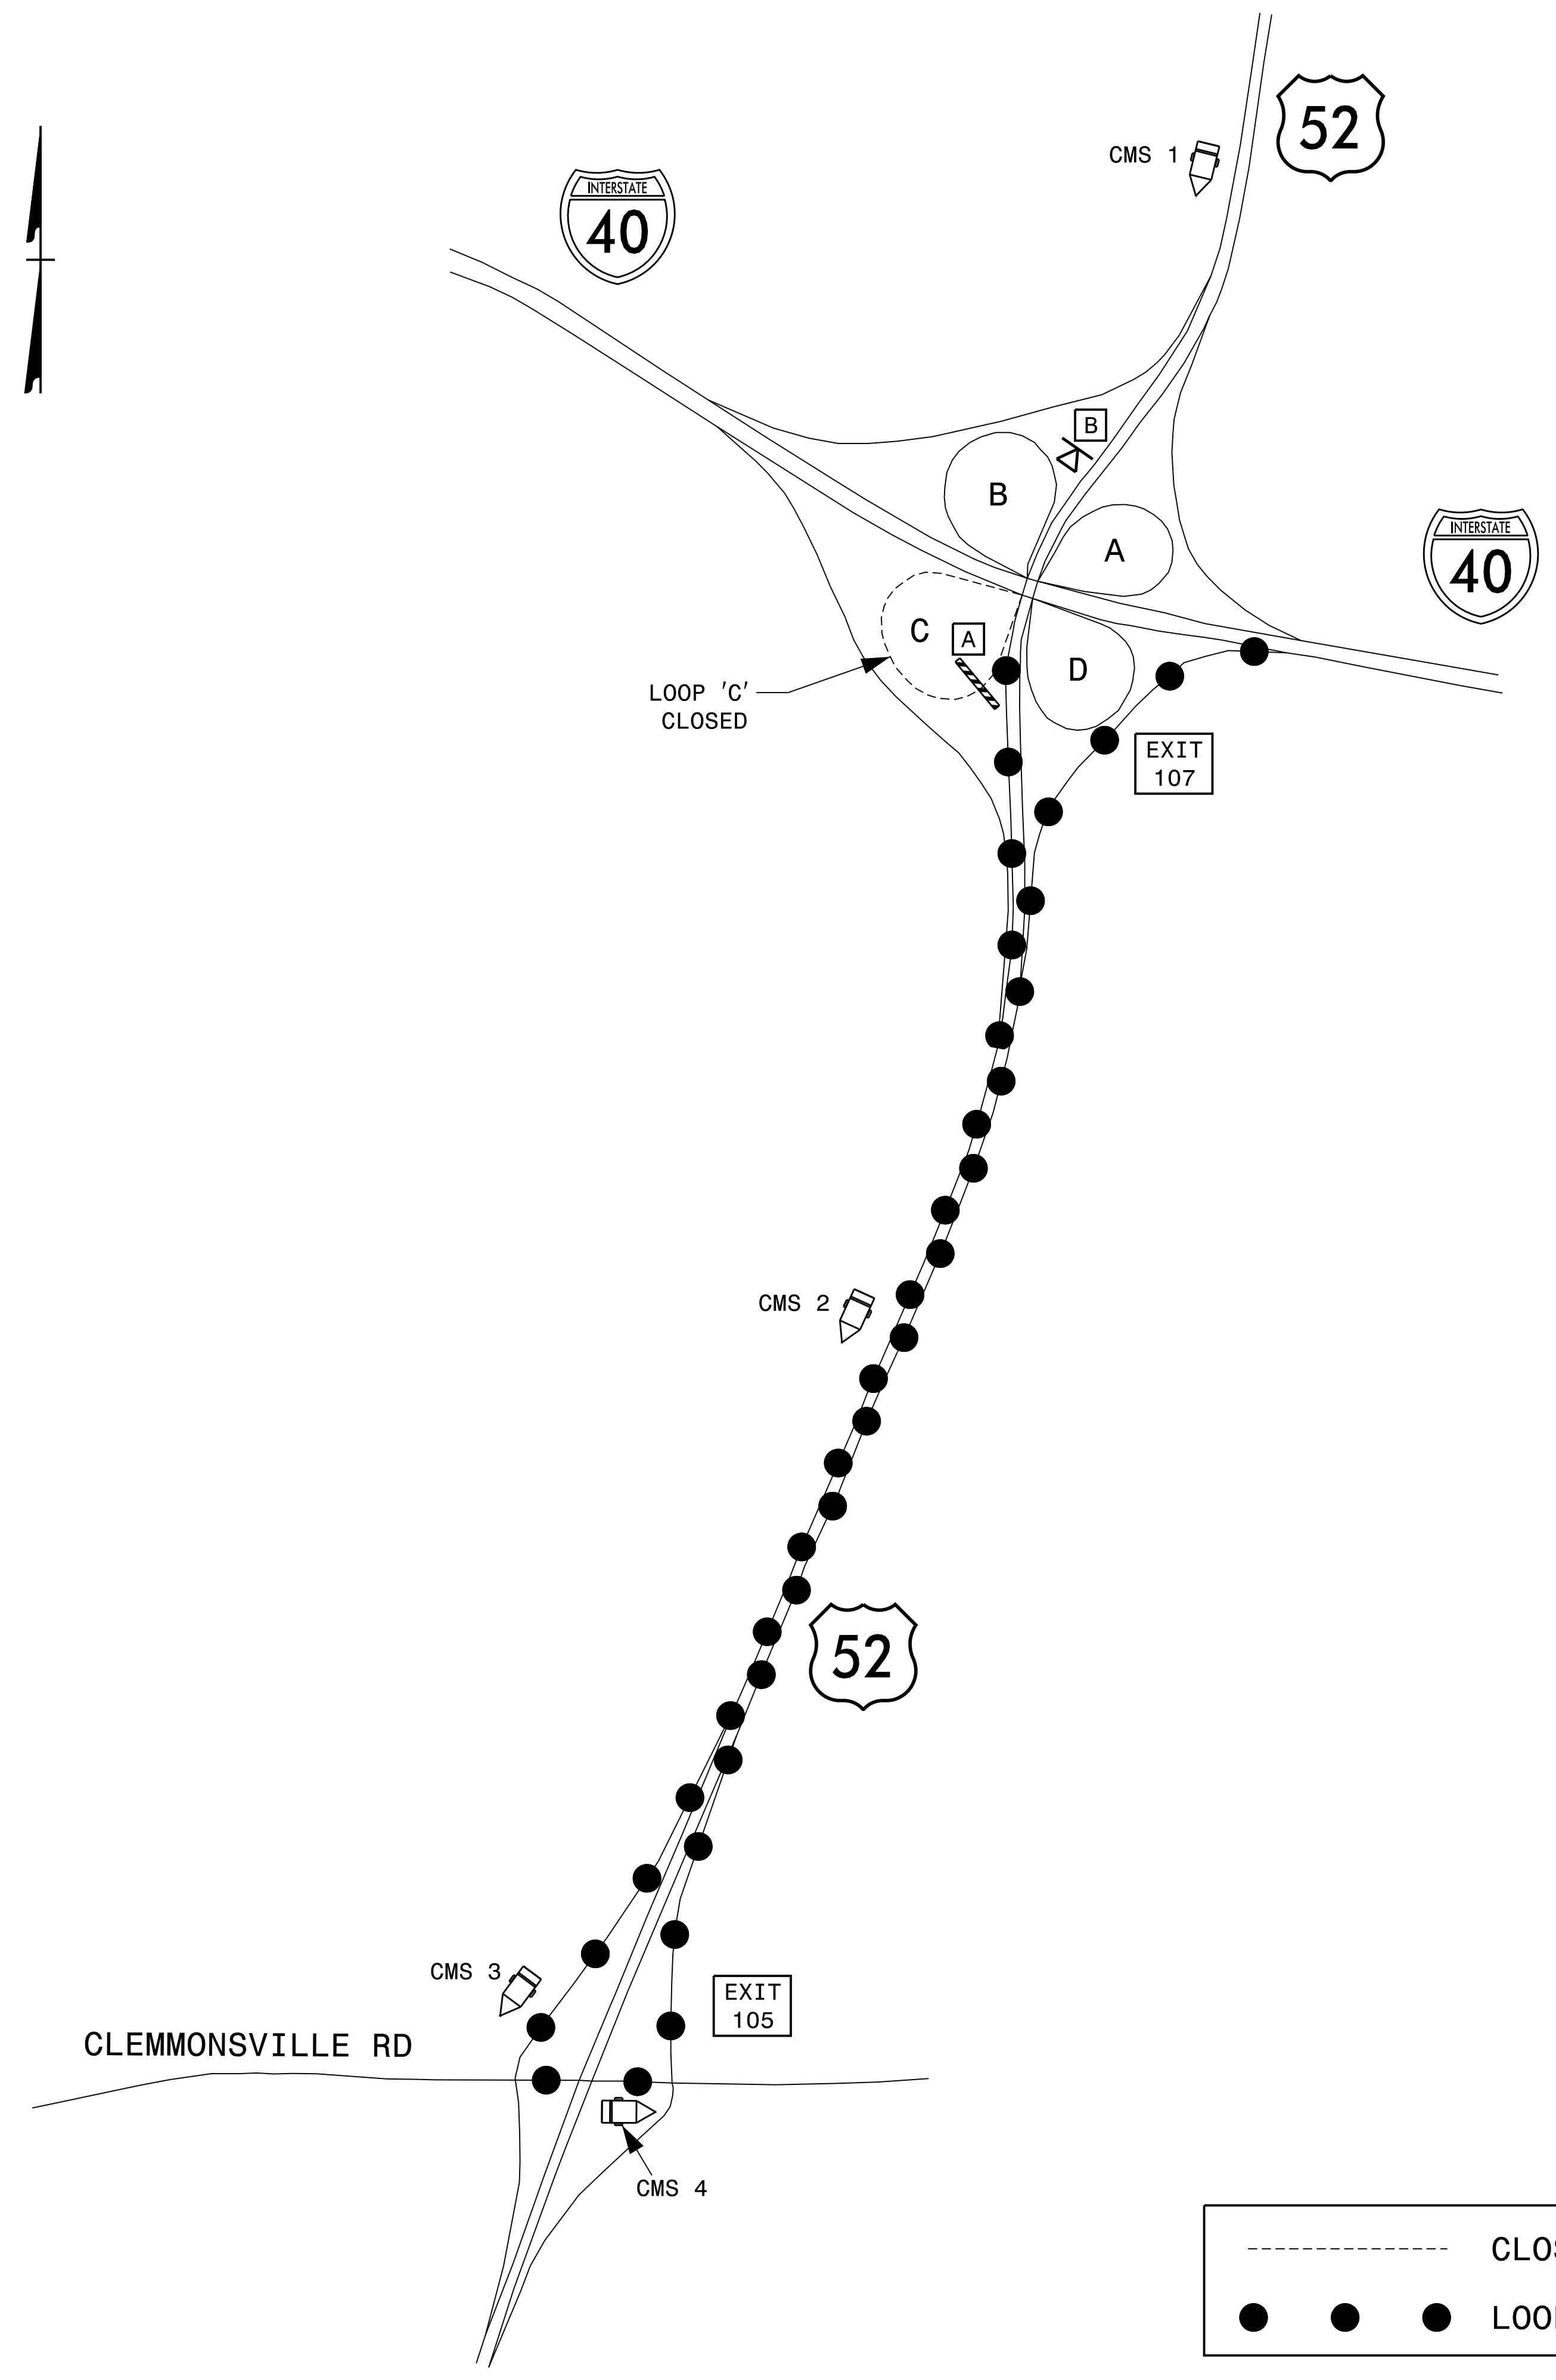 52
CMS 1
INTERSTATE
40
B
B
A
INTERSTATE
40
C
A
D
LOOP 'C'
CLOSED
EXIT
107
CMS 2
52
CMS 3
EXIT
105
CLEMMONSVILLE RD
CMS 4